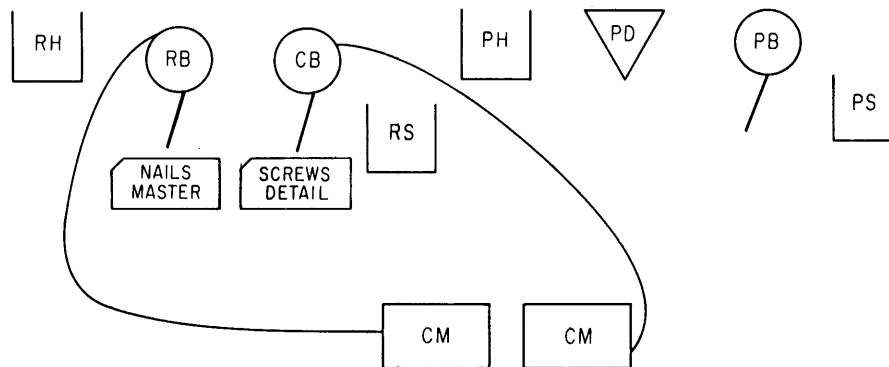 RH
RB
CB
PH
PD
PB
PS
RS
NAILS
MASTER
SCREWS
DETAIL
CM
CM